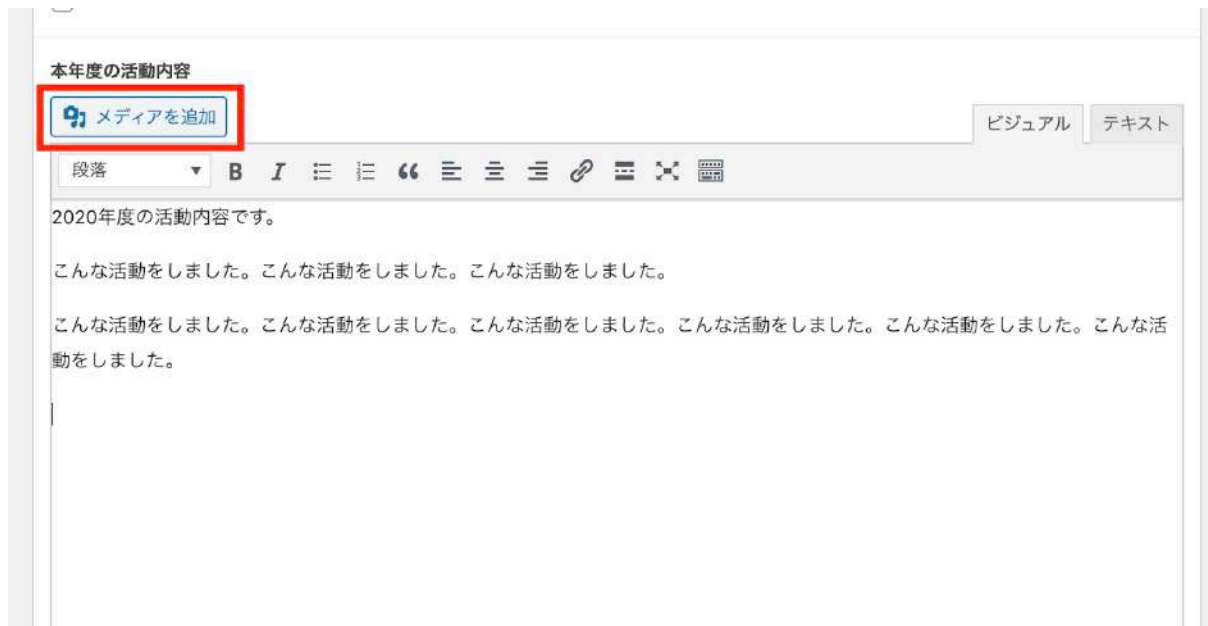 本年度の活動内容
メディアを追加
ビジュアル テキスト
段落
2020年度の活動内容です。
こんな活動をしました。こんな活動をしました。こんな活動をしました。
こんな活動をしました。こんな活動をしました。こんな活動をしました。こんな活動をしました。こんな活動をしました。こんな活
動をしました。